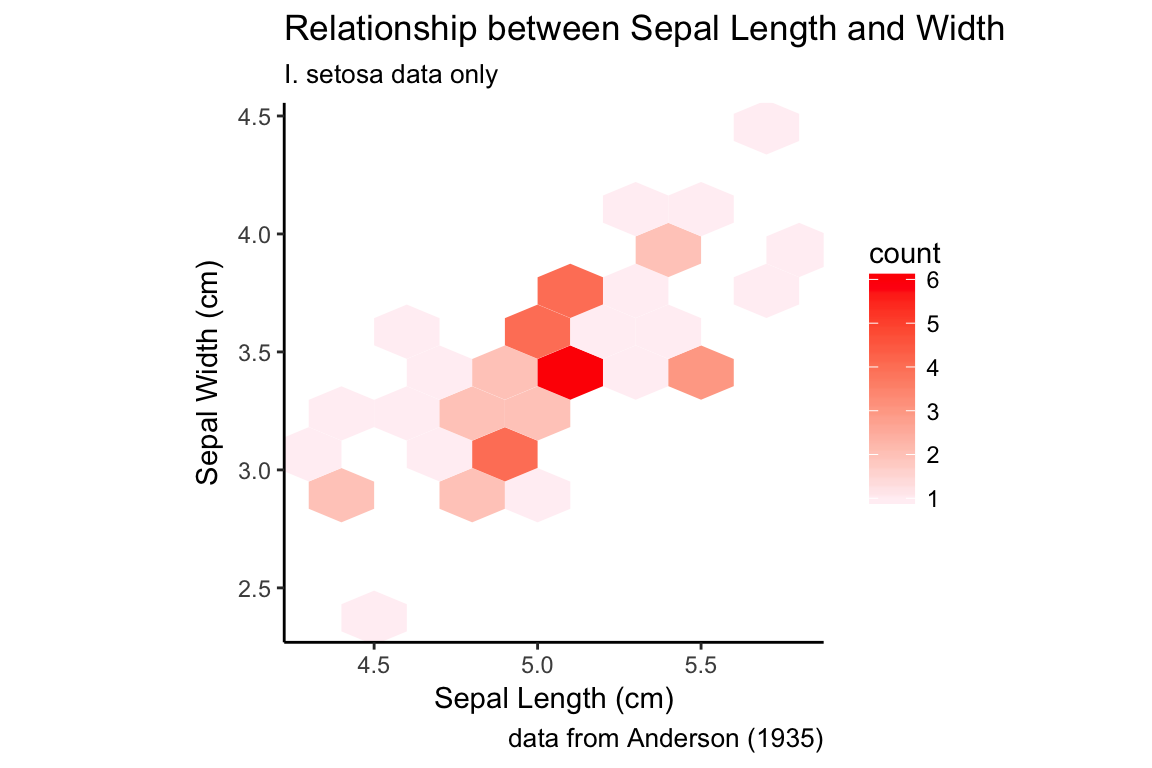 Relationship between Sepal Length and Width
I. setosa data only
Sepal Width (cm)
4.5
4.0
3.5
3.0
2.5
4.5
5.0
5.5
Sepal Length (cm)
data from Anderson (1935)
count
6
5
4
3
2
1